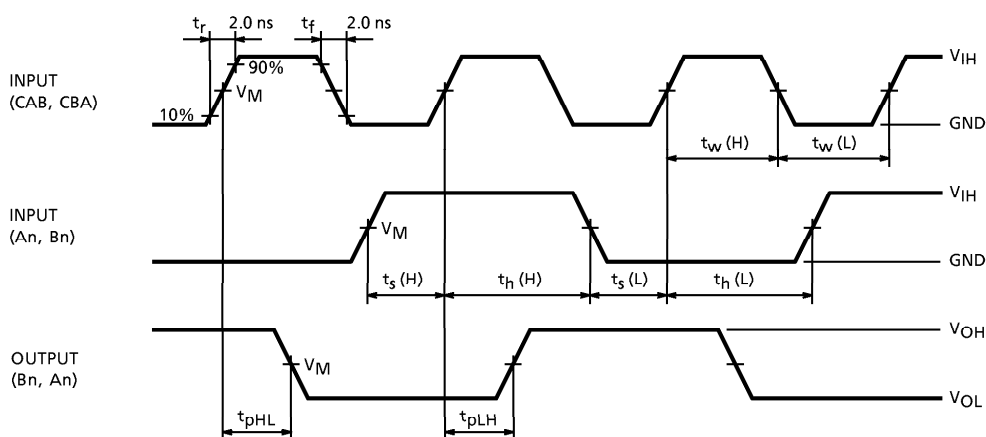 tr 2.0 ns tf 2.0 ns
INPUT
(CAB, CBA)
90%
VM
10%
VIH
GND
tw (H) tw (L)
INPUT
(An, Bn)
VM
VIH
GND
ts (H) th (H) ts (L) th (L)
OUTPUT
(Bn, An)
VM
VOH
VOL
tpHL tpLH